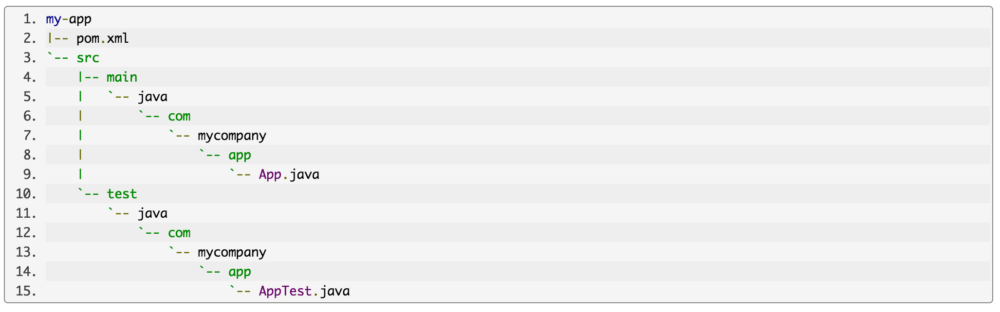 1. my-app
2. |-- pom.xml
3. `-- src
4.     |-- main
5.     |   `-- java
6.     |       `-- com
7.     |           `-- mycompany
8.     |               `-- app
9.     |                   `-- App.java
10.     `-- test
11.         `-- java
12.             `-- com
13.                 `-- mycompany
14.                     `-- app
15.                         `-- AppTest.java